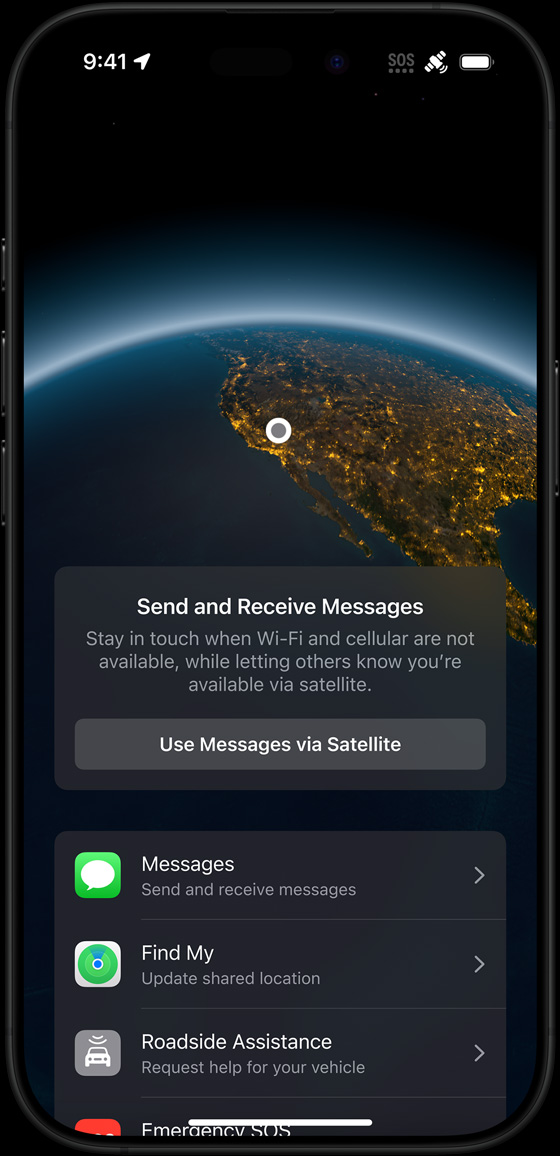 9:41
SOS
Send and Receive Messages
Stay in touch when Wi-Fi and cellular are not
available, while letting others know you’re
available via satellite.
Use Messages via Satellite
Messages
Send and receive messages
Find My
Update shared location
Roadside Assistance
Request help for your vehicle
Emergency SOS